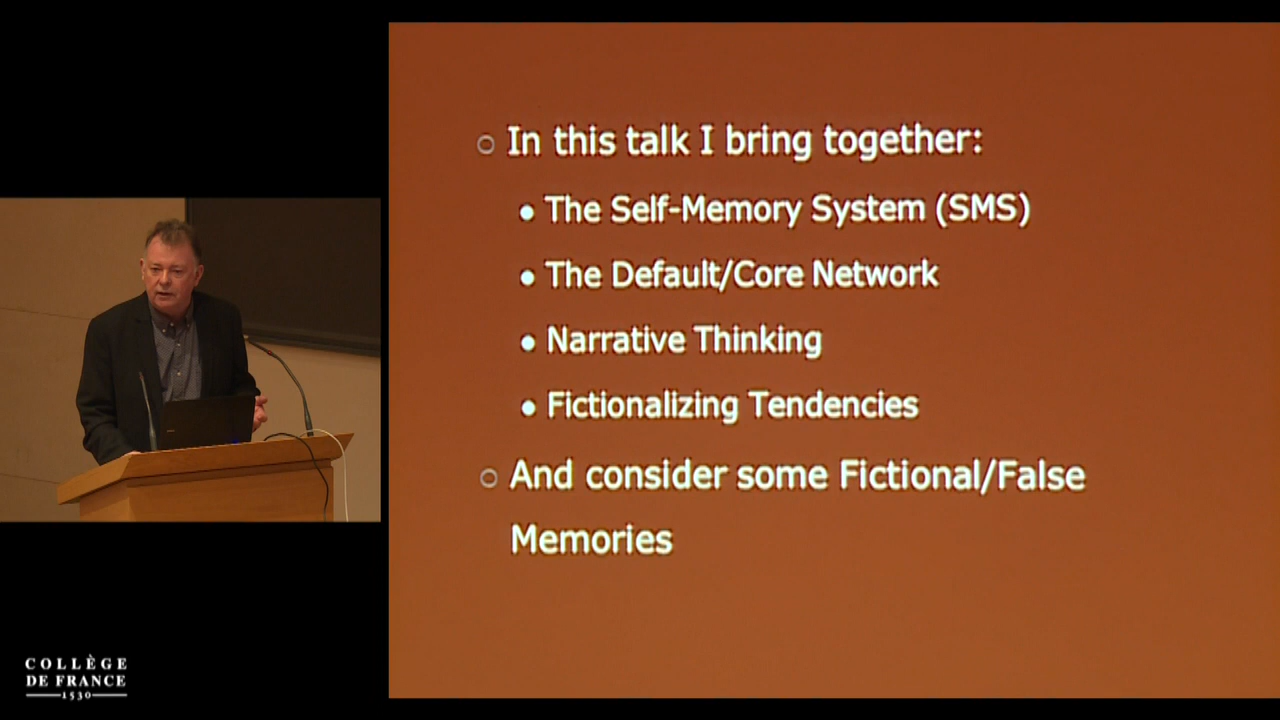 In this talk I bring together:
The Self-Memory System (SMS)
The Default/Core Network
Narrative Thinking
Fictionalizing Tendencies
And consider some Fictional/False
Memories
COLLÈGE
DE FRANCE
1530